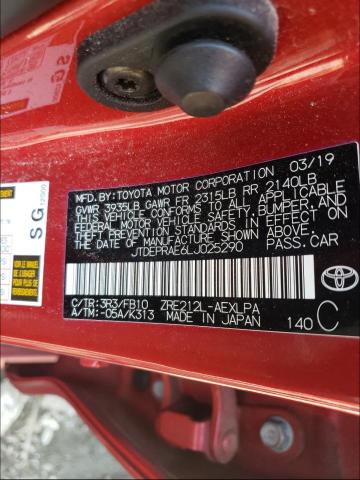 MFD.BY:TOYOTA MOTOR CORPORATION 03/19
GVWR 3935LB GAWR FR 2315LB RR 2140LB
THIS VEHICLE CONFORMS TO ALL APPLICABLE
FEDERAL MOTOR VEHICLE SAFETY, BUMPER, AND
THEFT PREVENTION STANDARDS IN EFFECT ON THE
DATE OF MANUFACTURE SHOWN ABOVE.
JTDEPRAE6LJ025290 PASS.CAR
C/TR:3R3/FB10 ZRE212L-AEXLPA
A/TM:-05A/K313 MADE IN JAPAN 140 C
TOYOTA
SG